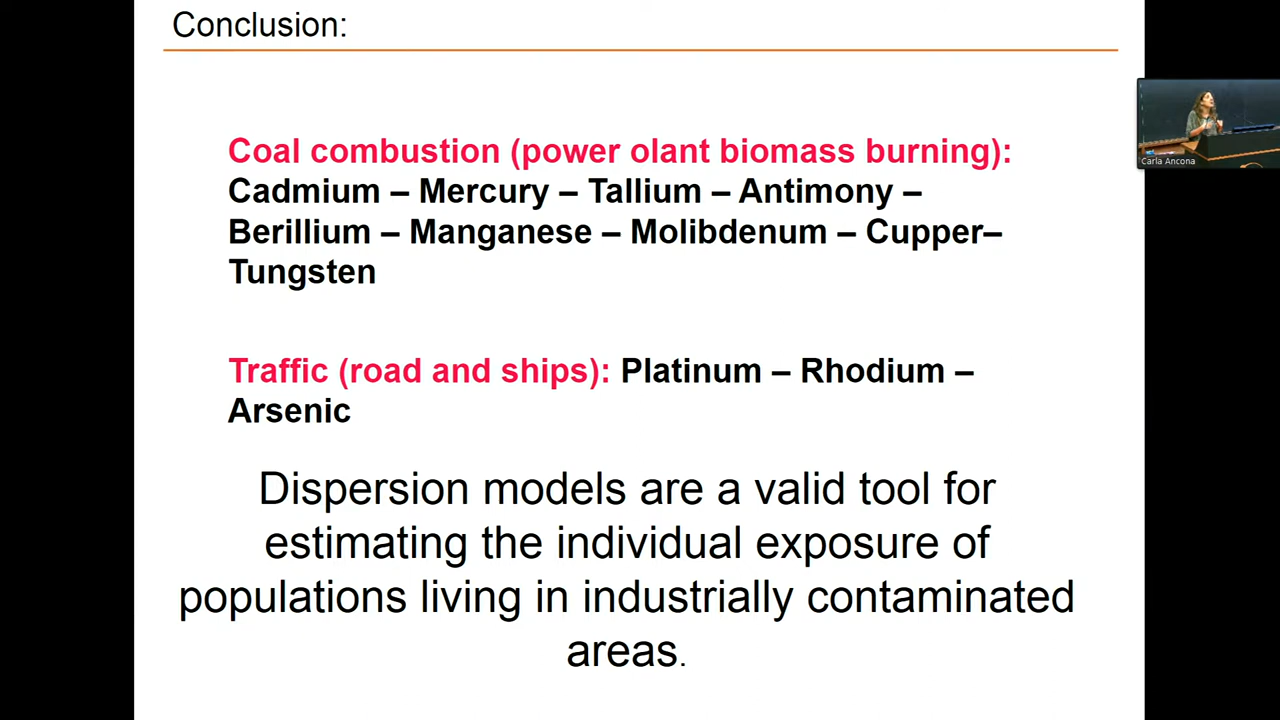 Conclusion:
Coal combustion (power olant biomass burning):
Cadmium – Mercury – Tallium – Antimony –
Berillium – Manganese – Molibdenum – Cupper–
Tungsten
Traffic (road and ships): Platinum – Rhodium –
Arsenic
Dispersion models are a valid tool for
estimating the individual exposure of
populations living in industrially contaminated
areas.
Carla Ancona